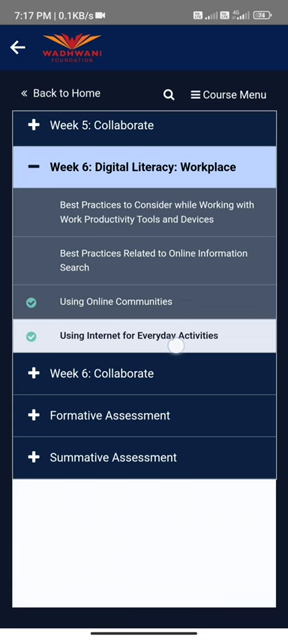 7:17 PM | 0.1KB/s
4G
74
WADHWANI
FOUNDATION
« Back to Home
Course Menu
Week 5: Collaborate
Week 6: Digital Literacy: Workplace
Best Practices to Consider while Working with
Work Productivity Tools and Devices
Best Practices Related to Online Information
Search
Using Online Communities
Using Internet for Everyday Activities
Week 6: Collaborate
Formative Assessment
Summative Assessment